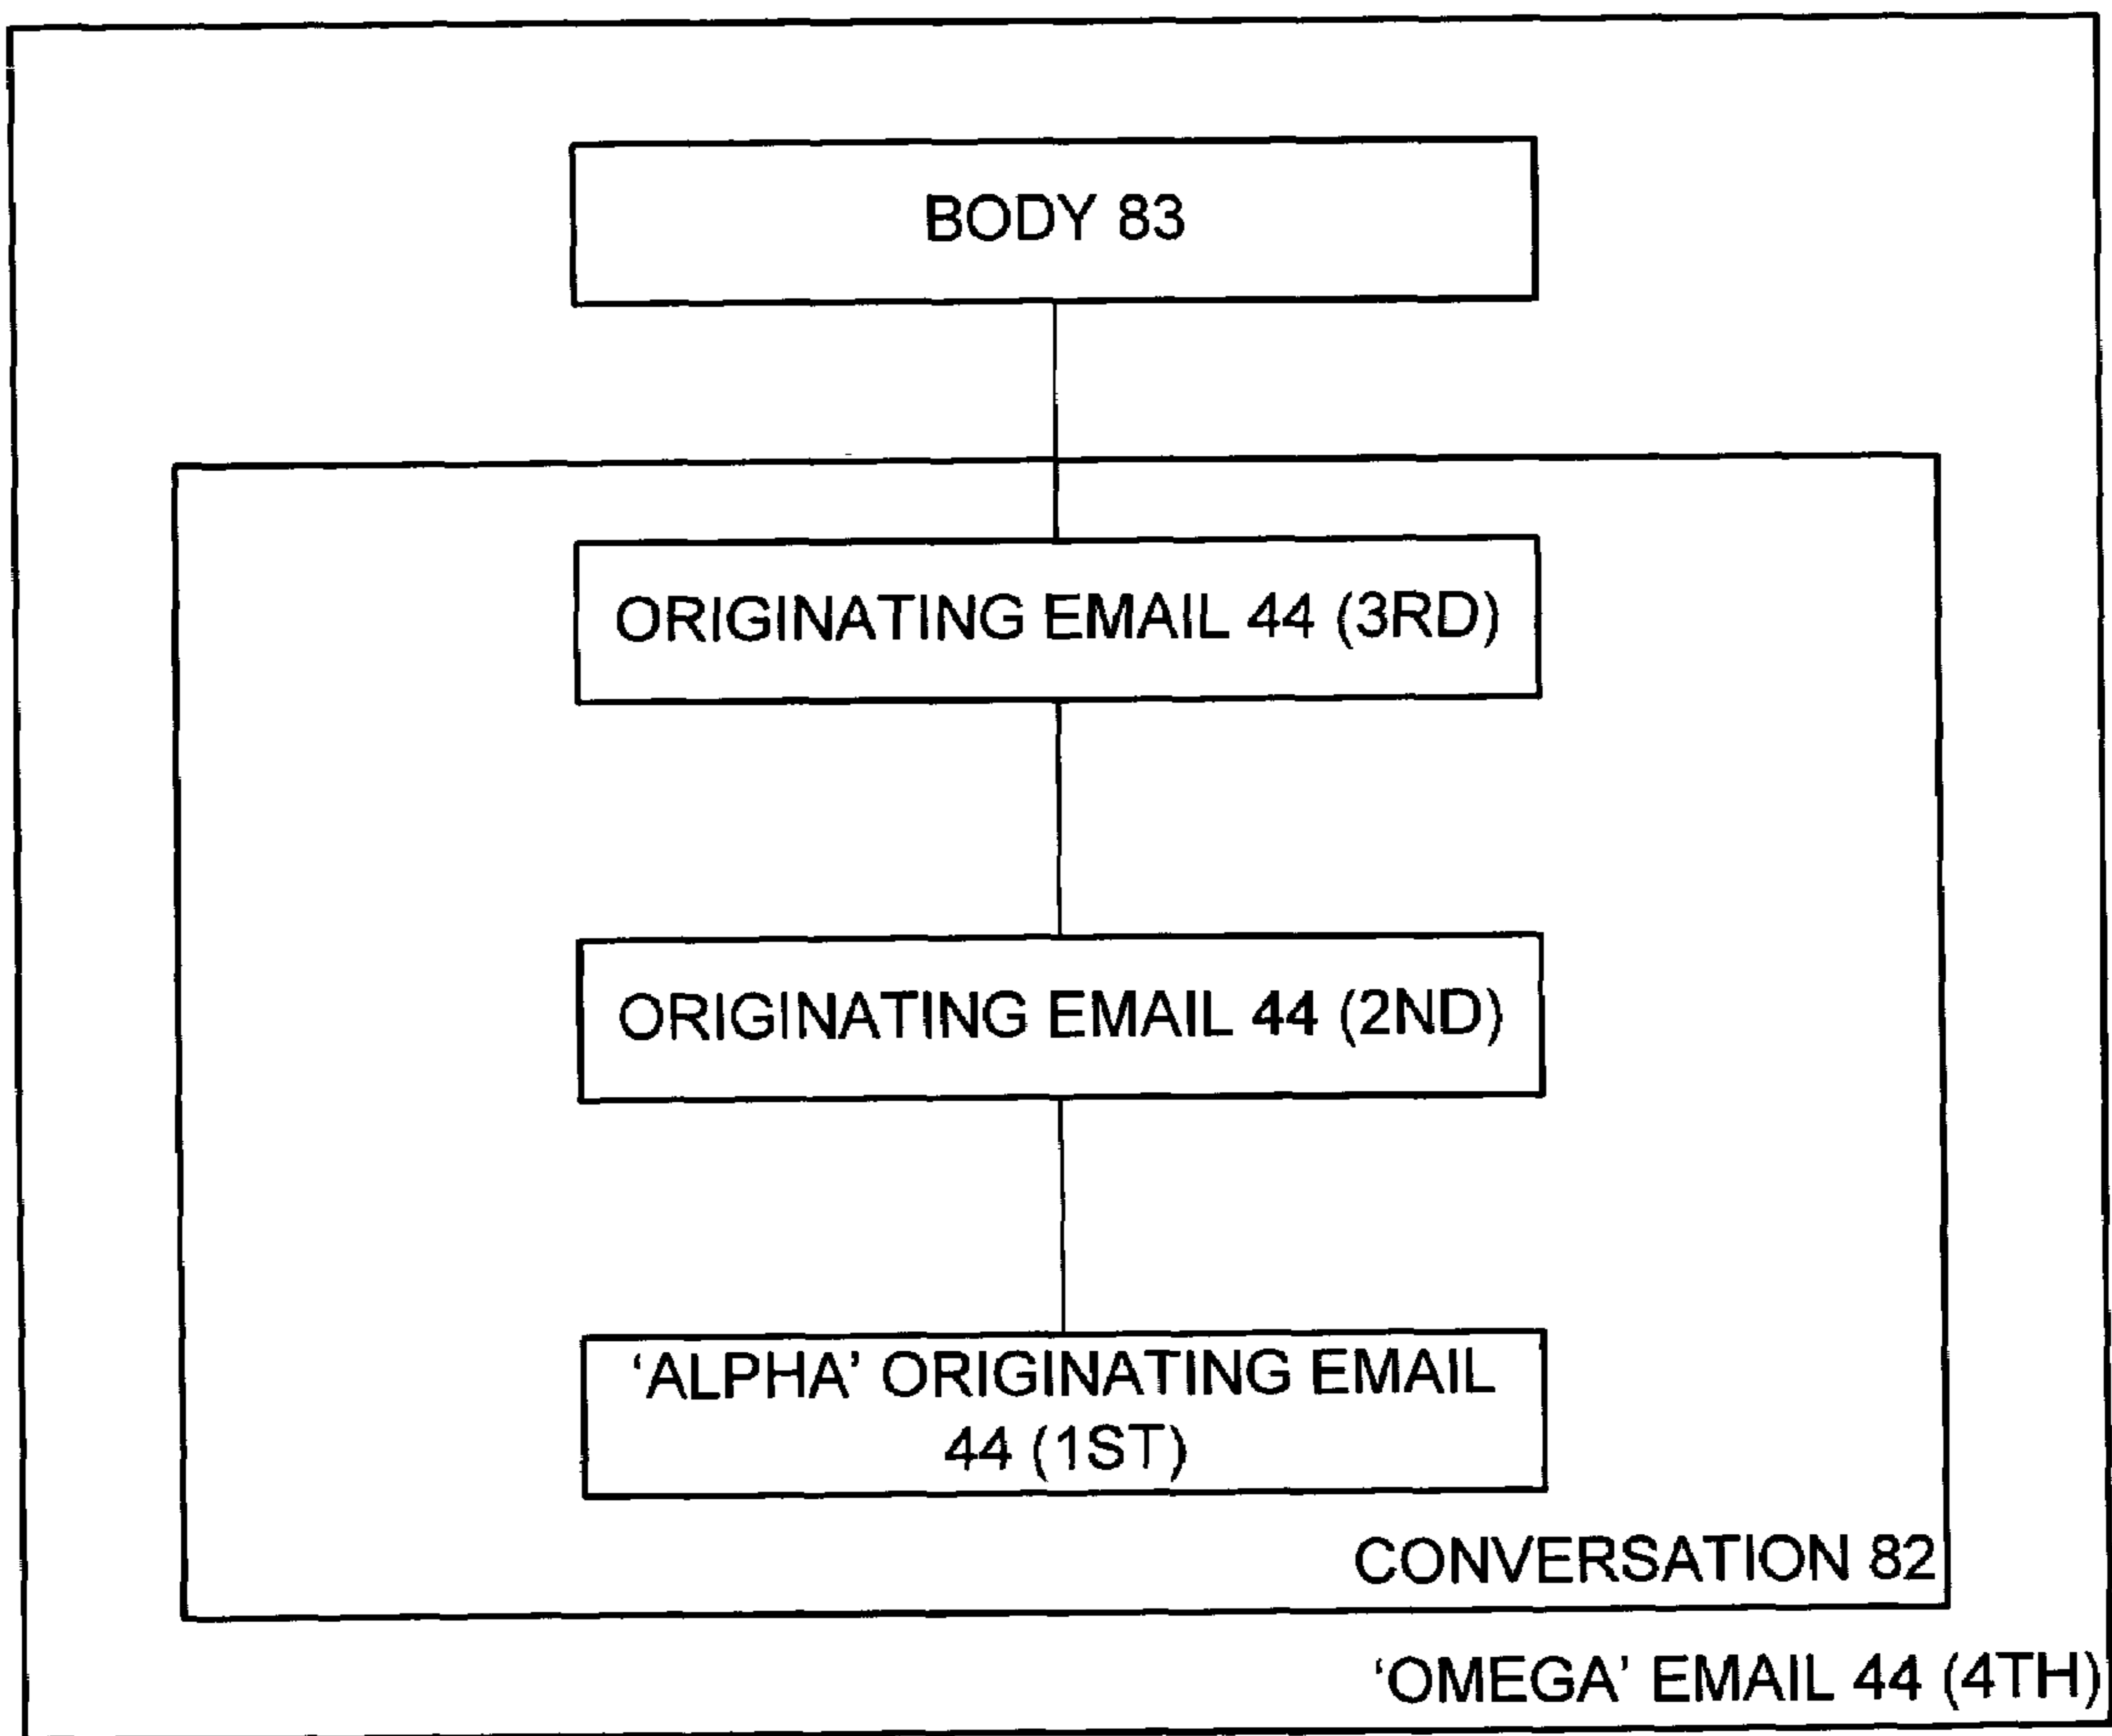 BODY 83
ORIGINATING EMAIL 44 (3RD)
ORIGINATING EMAIL 44 (2ND)
‘ALPHA’ ORIGINATING EMAIL
44 (1ST)
CONVERSATION 82
‘OMEGA’ EMAIL 44 (4TH)